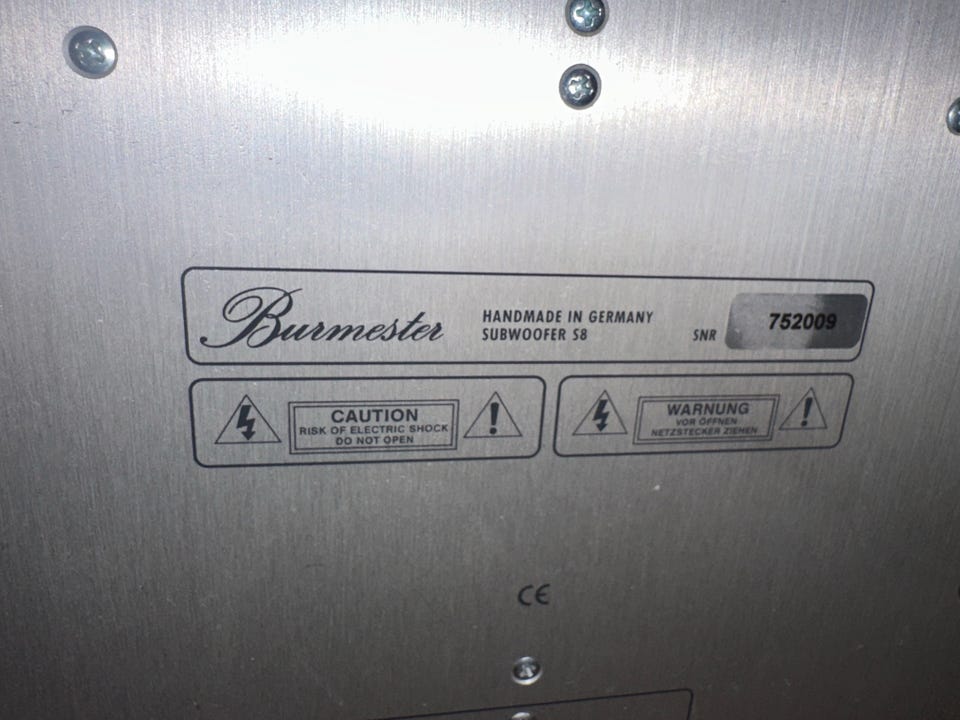 Burmester
HANDMADE IN GERMANY
SUBWOOFER S8
SNR 752009
CAUTION
RISK OF ELECTRIC SHOCK
DO NOT OPEN
WARNUNG
VOR ÖFFNEN
NETZSTECKER ZIEHEN
CE